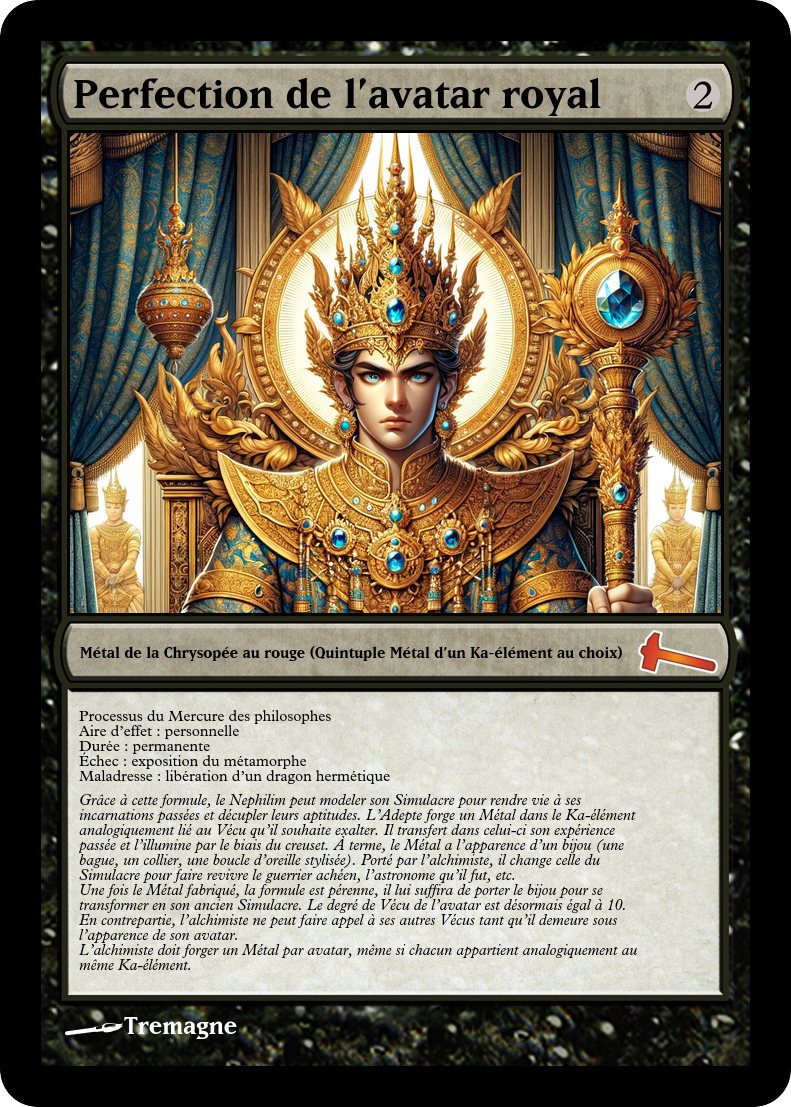 Perfection de l'avatar royal
2
Métal de la Chrysopée au rouge (Quintuple Métal d'un Ka-élément au choix)
Processus du Mercure des philosophes
Aire d'effet : personnelle
Durée : permanente
Échec : exposition du métamorphe
Maladresse : libération d'un dragon hermétique
Grâce à cette formule, le Nephilim peut modeler son Simulacre pour rendre vie à ses
incarnations passées et décupler leurs aptitudes. L'Adepte forge un Métal dans le Ka-élément
analogiquement lié au Vécu qu'il souhaite exalter. Il transfert dans celui-ci son expérience
passée et l'illumine par le biais du creuset. À terme, le Métal a l'apparence d'un bijou (une
bague, un collier, une boucle d'oreille stylisée). Porté par l'alchimiste, il change celle du
Simulacre pour faire revivre le guerrier achéen, l'astronome qu'il fut, etc.
Une fois le Métal fabriqué, la formule est pérenne, il lui suffira de porter le bijou pour se
transformer en son ancien Simulacre. Le degré de Vécu de l'avatar est désormais égal à 10.
En contrepartie, l'alchimiste ne peut faire appel à ses autres Vécus tant qu'il demeure sous
l'apparence de son avatar.
L'alchimiste doit forger un Métal par avatar, même si chacun appartient analogiquement au
même Ka-élément.
Tremagne